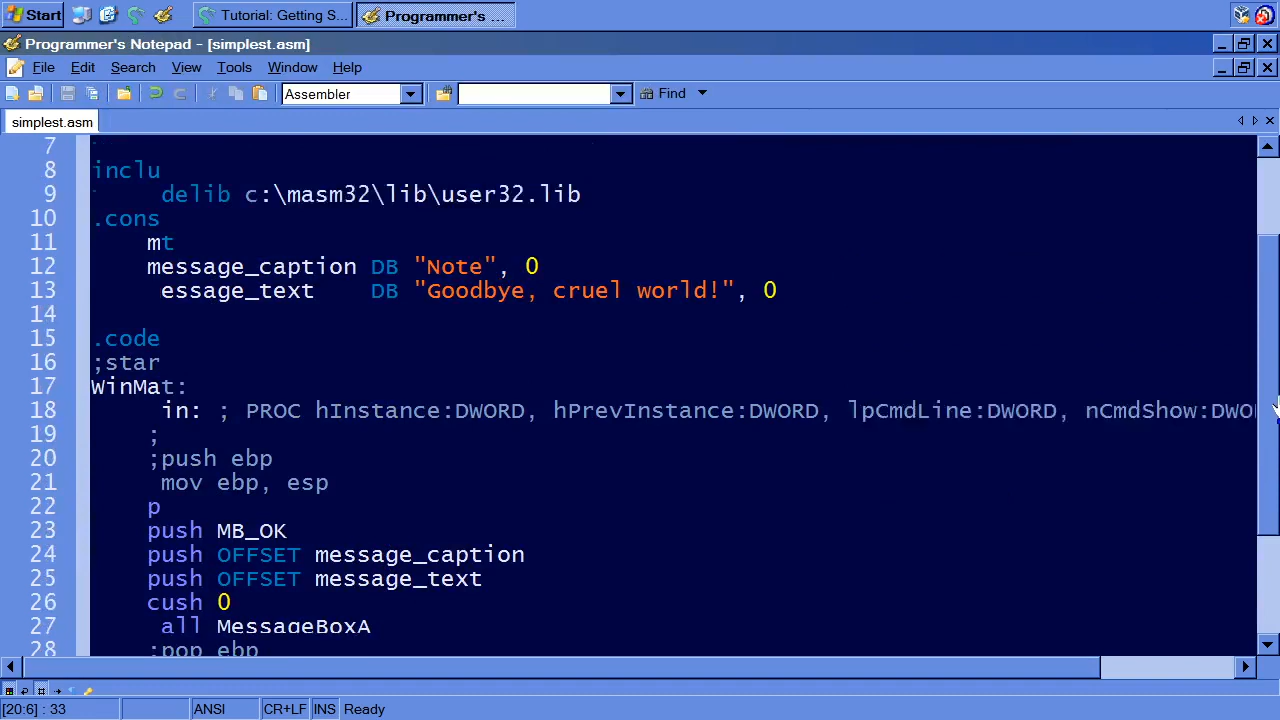 Start Tutorial: Getting S... Programmer's ...
Programmer's Notepad - [simplest.asm]
File Edit Search View Tools Window Help
Assembler Find
simplest.asm
7
8 inclu
9 delib c:\masm32\lib\user32.lib
10 .cons
11 mt
12 message_caption DB "Note", 0
13 essage_text DB "Goodbye, cruel world!", 0
14
15 .code
16 ;star
17 WinMat:
18 in: ; PROC hInstance:DWORD, hPrevInstance:DWORD, lpCmdLine:DWORD, nCmdShow:DWO
19 ;
20 ;push ebp
21 mov ebp, esp
22 p
23 push MB_OK
24 push OFFSET message_caption
25 push OFFSET message_text
26 cush 0
27 all MessageBoxA
28 ;pop ebp
[20:6] : 33 ANSI CR+LF INS Ready